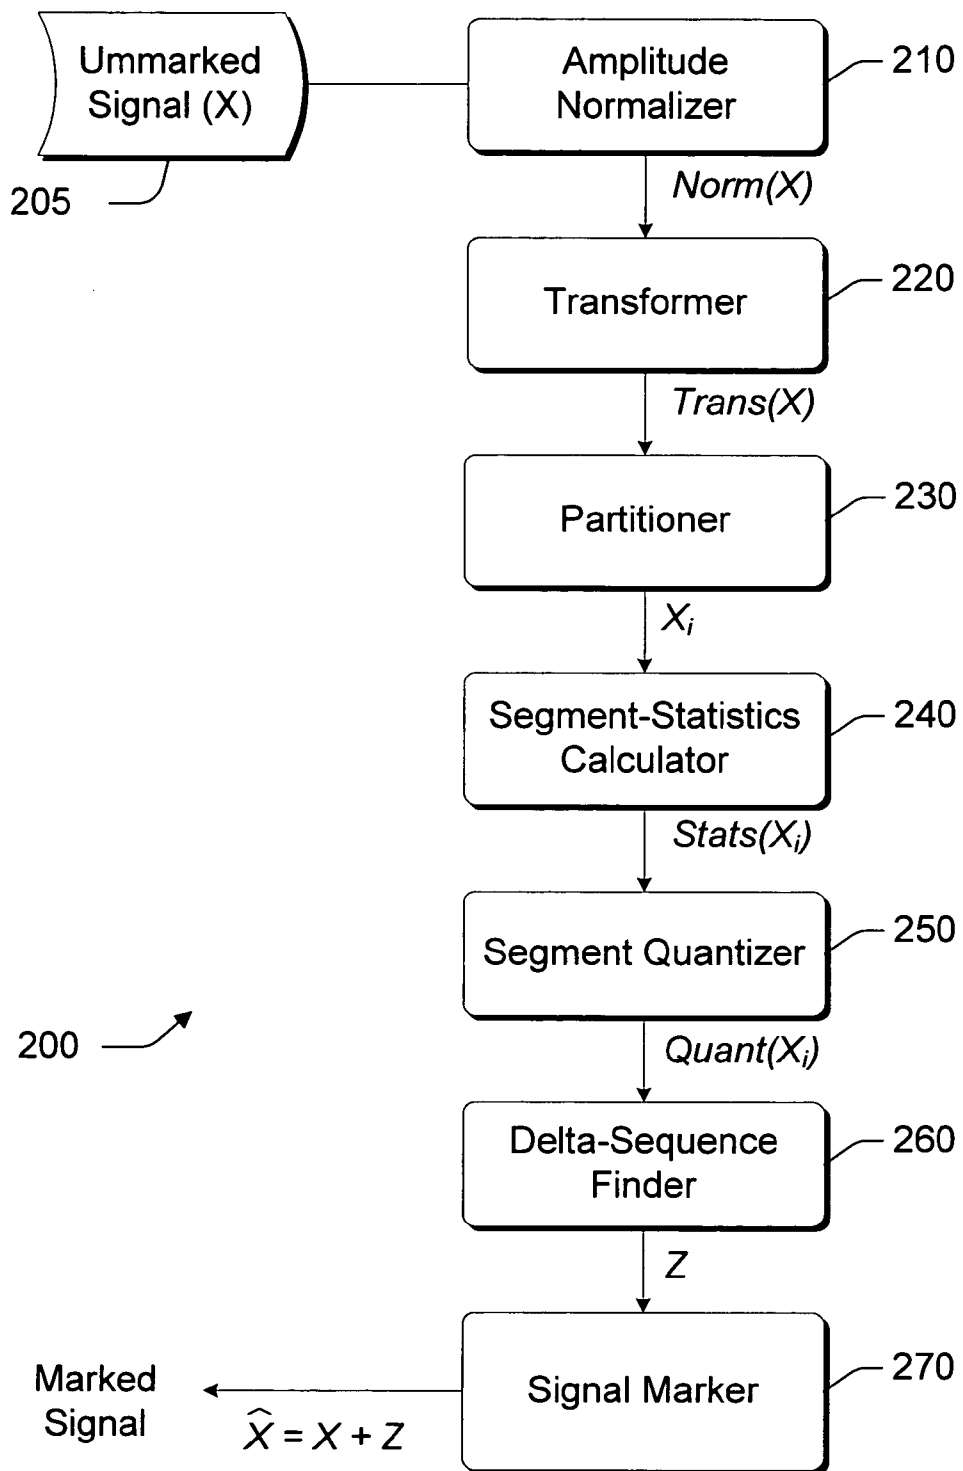 Ummarked
Signal (X)
205
Amplitude
Normalizer
210
Norm(X)
Transformer
220
Trans(X)
Partitioner
230
Xᵢ
Segment-Statistics
Calculator
240
Stats(Xᵢ)
Segment Quantizer
250
200
Quant(Xᵢ)
Delta-Sequence
Finder
260
Z
Signal Marker
270
Marked
Signal
X̂ = X + Z